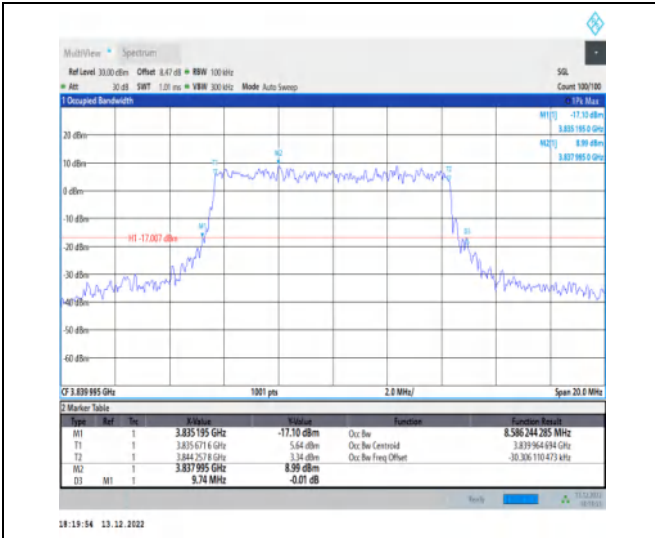 MultiView Spectrum
Ref Level 30.00 dBm Offset 8.47 dB RBW 100 kHz SGL
Att 30 dB SWT 1.01 ms VBW 300 kHz Mode Auto Sweep Count 100/100
1 Occupied Bandwidth 1Pk Max
M1[1] -17.10 dBm
3.835 195 0 GHz
M2[1] 8.99 dBm
3.837 995 0 GHz
20 dBm
M2
10 dBm
T1 T2
0 dBm
-10 dBm
M1 D3
H1 -17.007 dBm
-20 dBm
-30 dBm
-40 dBm
-50 dBm
-60 dBm
CF 3.839 995 GHz 1001 pts 2.0 MHz/ Span 20.0 MHz
2 Marker Table
Type Ref Trc X-Value Y-Value Function Function Result
M1 1 3.835 195 GHz -17.10 dBm Occ Bw 8.586 244 285 MHz
T1 1 3.835 671 6 GHz 5.64 dBm Occ Bw Centroid 3.839 964 694 GHz
T2 1 3.844 257 8 GHz 3.34 dBm Occ Bw Freq Offset -30.306 110 473 kHz
M2 1 3.837 995 GHz 8.99 dBm
D3 M1 1 9.74 MHz -0.01 dB
Ready 13.12.2022
18:19:54 13.12.2022